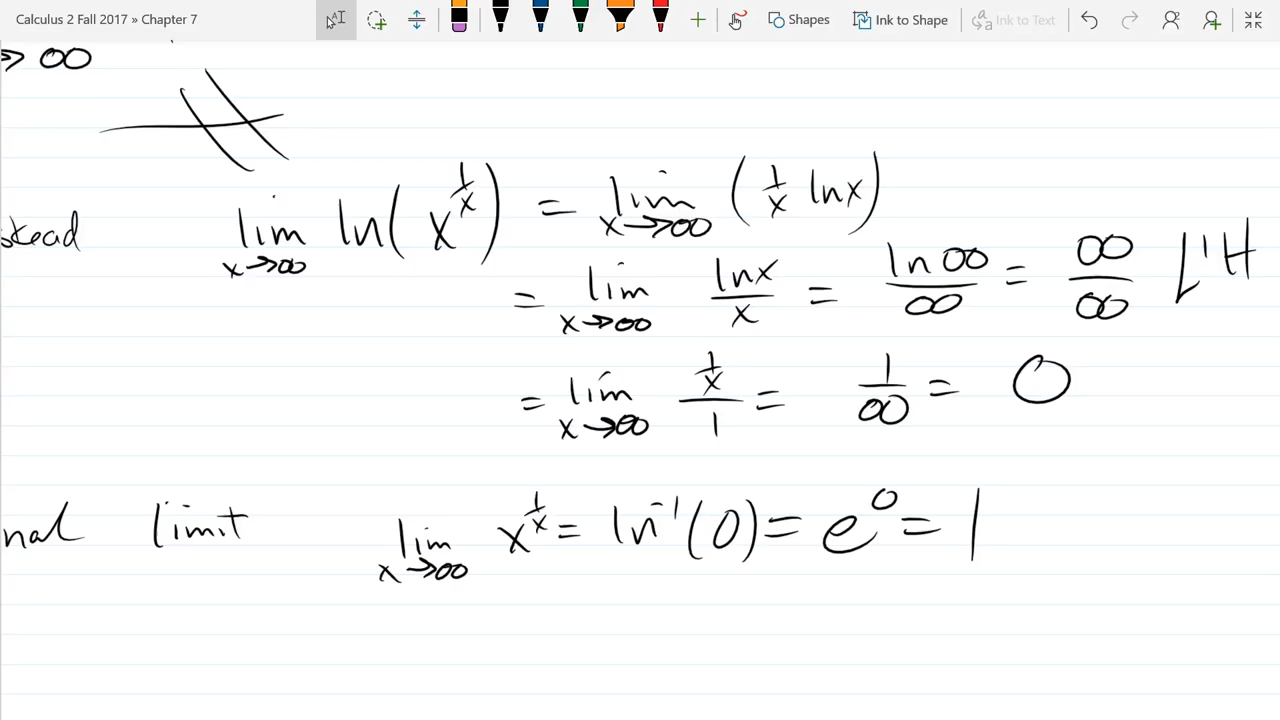 Calculus 2 Fall 2017 » Chapter 7
Shapes Ink to Shape Ink to Text
→ ∞
stead lim x→∞ ln(x^(1/x)) = lim x→∞ (1/x ln x)
= lim x→∞ ln x / x = ln ∞ / ∞ = ∞/∞ L'H
= lim x→∞ (1/x)/1 = 1/∞ = 0
nal limit lim x→∞ x^(1/x) = ln⁻¹(0) = e⁰ = 1